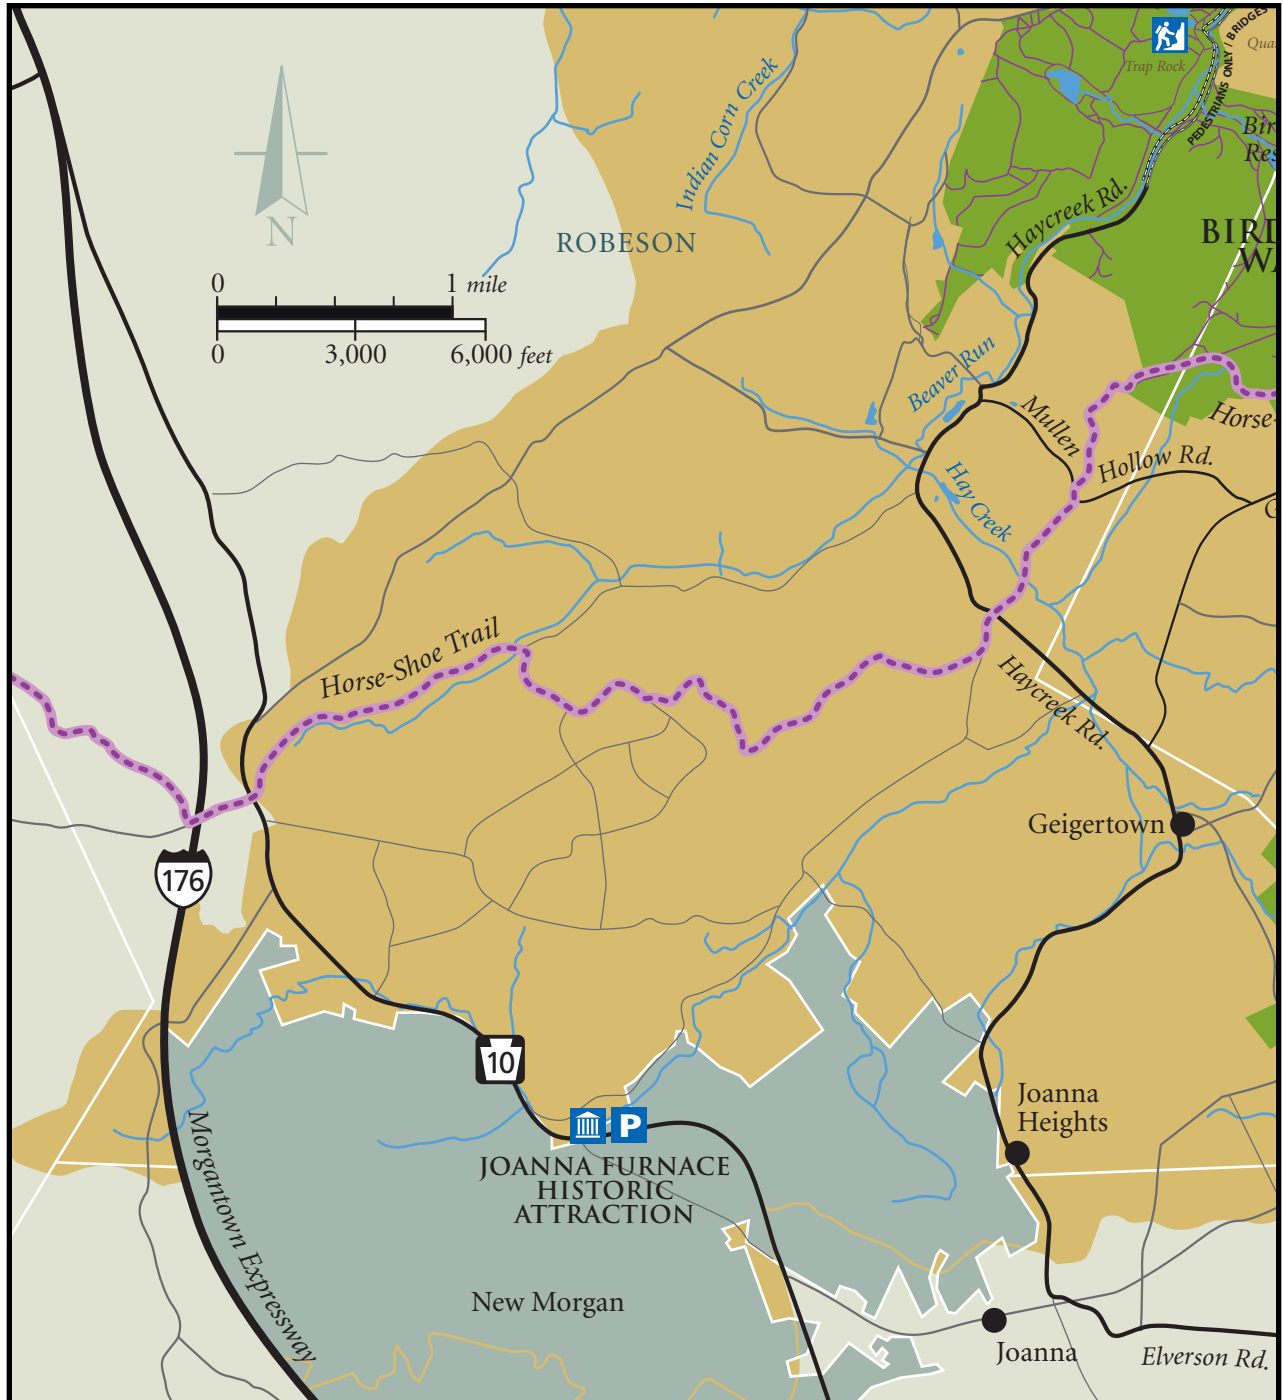 PEDESTRIANS ONLY / BRIDGES
Trap Rock
Indian Corn Creek
Haycreek Rd.
N
ROBESON
0
1 mile
0
3,000
6,000 feet
Beaver Run
Mullen
Hollow Rd.
Horse-
Hay Creek
Horse-Shoe Trail
Haycreek Rd.
Geigertown
176
10
Joanna
Heights
P
JOANNA FURNACE
HISTORIC
ATTRACTION
Morgantown Expressway
New Morgan
Joanna
Elverson Rd.